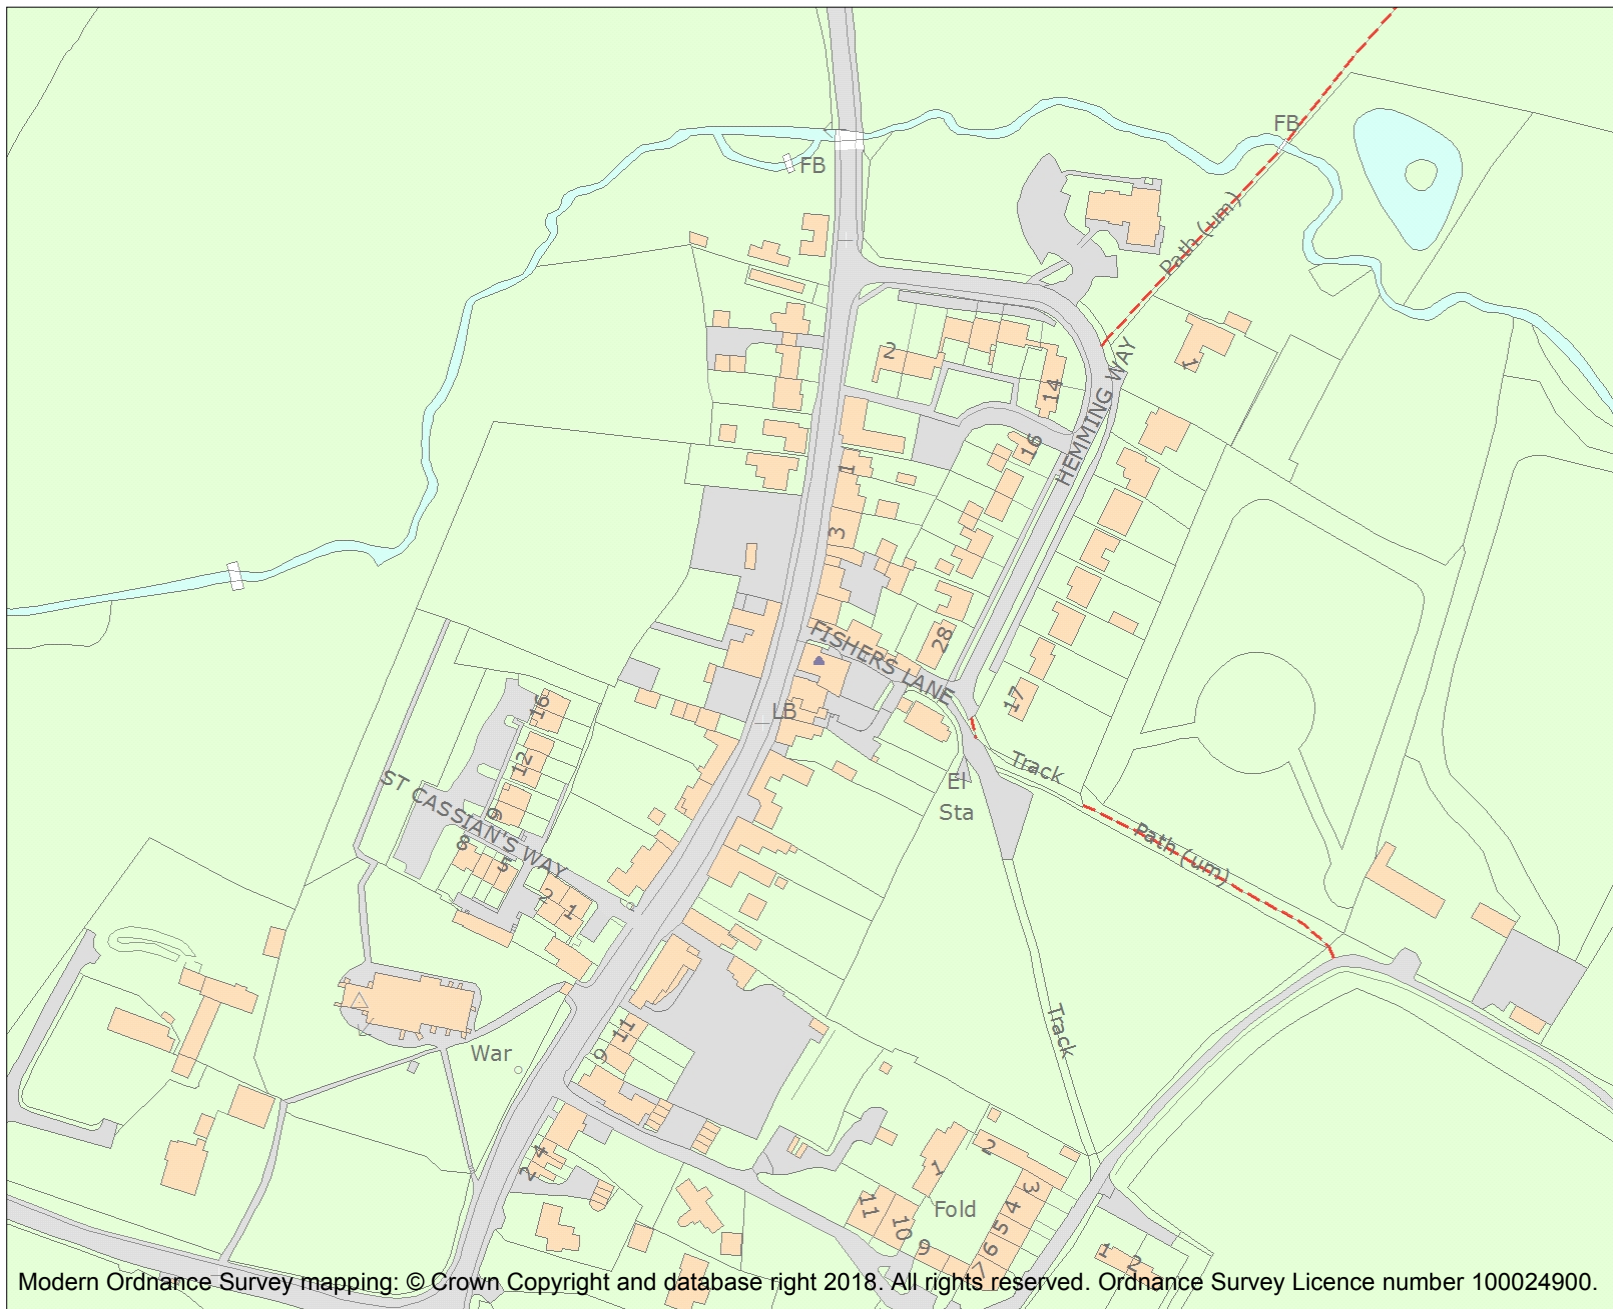 FB
FB
Path (um)
2
14
1
HEMMING WAY
16
1
3
FISHERS LANE
28
17
LB
16
12
9
ST CASSIAN'S WAY
8
5
2
1
Track
El
Sta
Path (um)
Track
War
11
9
4
2
1
2
3
11
10
Fold
4
5
6
7
9
1
2
Modern Ordnance Survey mapping: © Crown Copyright and database right 2018. All rights reserved. Ordnance Survey Licence number 100024900.